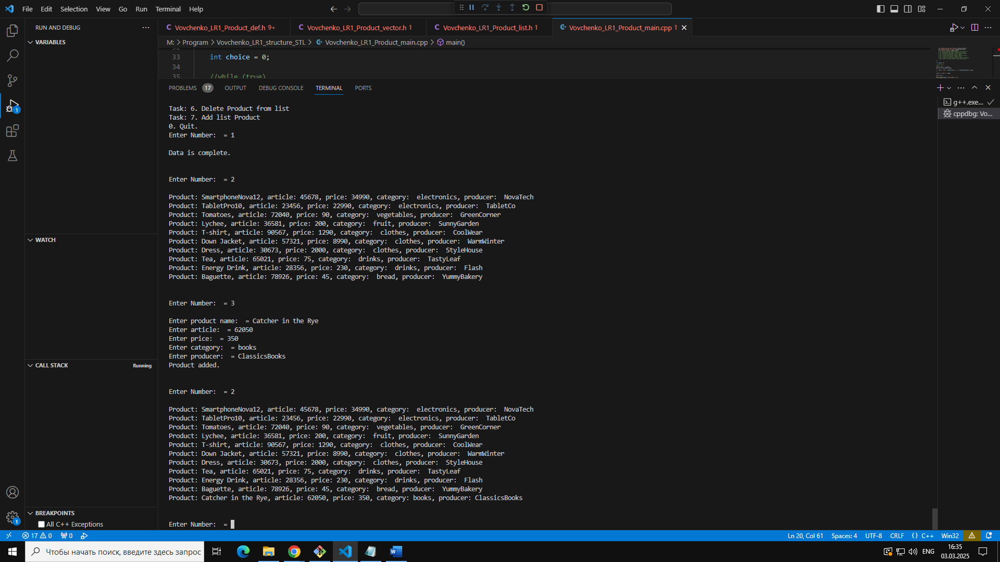 File Edit Selection View Go Run Terminal Help
RUN AND DEBUG
Vovchenko_LR1_Product_def.h 9+
Vovchenko_LR1_Product_vector.h 1
Vovchenko_LR1_Product_list.h 1
Vovchenko_LR1_Product_main.cpp 1
VARIABLES
M: > Program > Vovchenko_LR1_structure_STL > Vovchenko_LR1_Product_main.cpp > main()
33 int choice = 0;
34
35 //while (true)
PROBLEMS 17 OUTPUT DEBUG CONSOLE TERMINAL PORTS
g++.exe...
cppdbg: Vo...
Task: 6. Delete Product from list
Task: 7. Add list Product
0. Quit.
Enter Number:  = 1
Data is complete.
Enter Number:  = 2
Product: SmartphoneNova12, article: 45678, price: 34990, category:  electronics, producer:  NovaTech
Product: TabletPro10, article: 23456, price: 22990, category:  electronics, producer:  TabletCo
Product: Tomatoes, article: 72040, price: 90, category:  vegetables, producer:  GreenCorner
Product: Lychee, article: 36581, price: 200, category:  fruit, producer:  SunnyGarden
Product: T-shirt, article: 90567, price: 1290, category:  clothes, producer:  CoolWear
Product: Down Jacket, article: 57321, price: 8990, category:  clothes, producer:  WarmWinter
Product: Dress, article: 30673, price: 2000, category:  clothes, producer:  StyleHouse
Product: Tea, article: 65021, price: 75, category:  drinks, producer:  TastyLeaf
Product: Energy Drink, article: 28356, price: 230, category:  drinks, producer:  Flash
Product: Baguette, article: 78926, price: 45, category:  bread, producer:  YummyBakery
Enter Number:  = 3
Enter product name:  = Catcher in the Rye
Enter article:  = 62050
Enter price:  = 350
Enter category:  = books
Enter producer:  = ClassicsBooks
Product added.
Enter Number:  = 2
Product: SmartphoneNova12, article: 45678, price: 34990, category:  electronics, producer:  NovaTech
Product: TabletPro10, article: 23456, price: 22990, category:  electronics, producer:  TabletCo
Product: Tomatoes, article: 72040, price: 90, category:  vegetables, producer:  GreenCorner
Product: Lychee, article: 36581, price: 200, category:  fruit, producer:  SunnyGarden
Product: T-shirt, article: 90567, price: 1290, category:  clothes, producer:  CoolWear
Product: Down Jacket, article: 57321, price: 8990, category:  clothes, producer:  WarmWinter
Product: Dress, article: 30673, price: 2000, category:  clothes, producer:  StyleHouse
Product: Tea, article: 65021, price: 75, category:  drinks, producer:  TastyLeaf
Product: Energy Drink, article: 28356, price: 230, category:  drinks, producer:  Flash
Product: Baguette, article: 78926, price: 45, category:  bread, producer:  YummyBakery
Product: Catcher in the Rye, article: 62050, price: 350, category: books, producer: ClassicsBooks
Enter Number:  =
WATCH
CALL STACK Running
BREAKPOINTS
All C++ Exceptions
1
1
17 0 0
Ln 20, Col 61 Spaces: 4 UTF-8 CRLF {} C++ Win32
Чтобы начать поиск, введите здесь запрос
ENG
16:35
03.03.2025